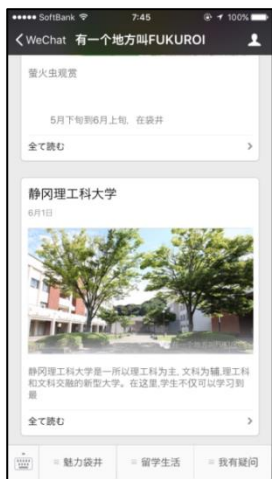 SoftBank 7:45 100%
WeChat 有一个地方叫FUKUROI
萤火虫观赏
5月下旬到6月上旬，在袋井
全て読む
静冈理工科大学
6月1日
静冈理工科大学是一所以理工科为主，文科为辅，理工科
和文科交融的新型大学。在这里，学生不仅可以学习到
最
全て読む
魅力袋井 留学生活 我有疑问